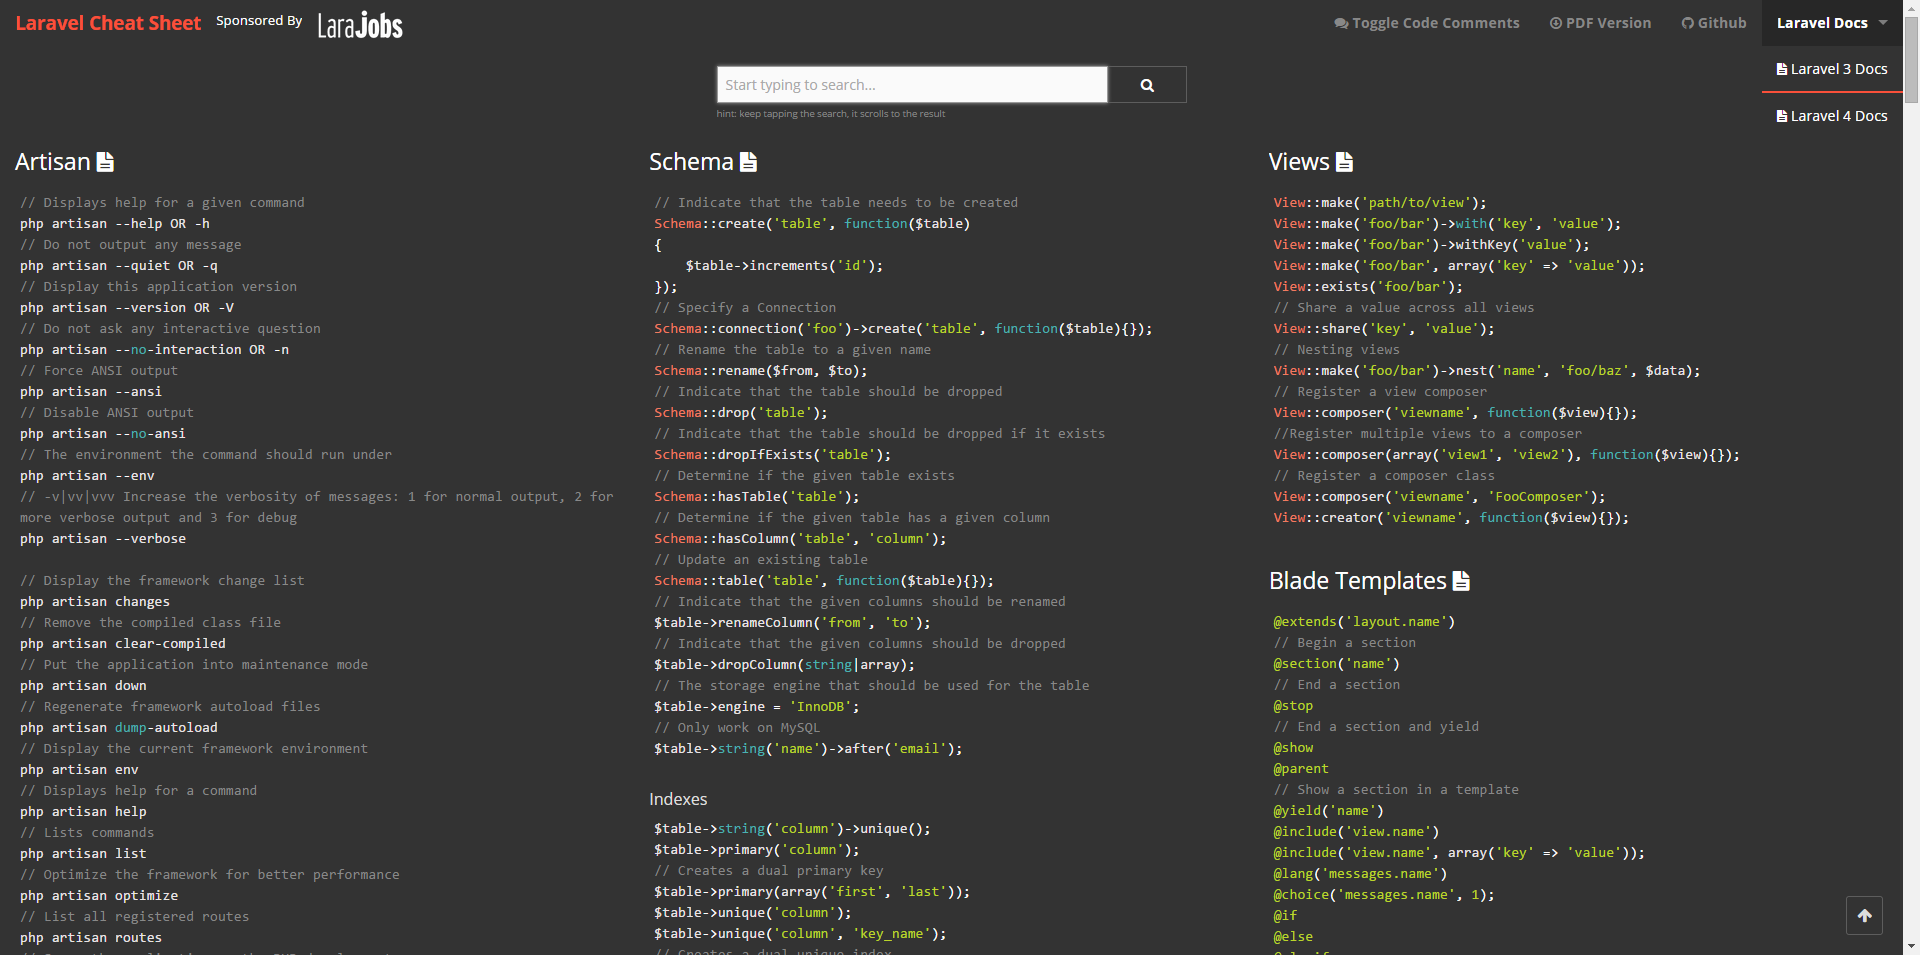 Laravel Cheat Sheet Sponsored By LaraJobs
Toggle Code Comments PDF Version Github Laravel Docs
Laravel 3 Docs
Laravel 4 Docs
Start typing to search...
hint: keep tapping the search, it scrolls to the result
Artisan
// Displays help for a given command
php artisan --help OR -h
// Do not output any message
php artisan --quiet OR -q
// Display this application version
php artisan --version OR -V
// Do not ask any interactive question
php artisan --no-interaction OR -n
// Force ANSI output
php artisan --ansi
// Disable ANSI output
php artisan --no-ansi
// The environment the command should run under
php artisan --env
// -v|vv|vvv Increase the verbosity of messages: 1 for normal output, 2 for
more verbose output and 3 for debug
php artisan --verbose
// Display the framework change list
php artisan changes
// Remove the compiled class file
php artisan clear-compiled
// Put the application into maintenance mode
php artisan down
// Regenerate framework autoload files
php artisan dump-autoload
// Display the current framework environment
php artisan env
// Displays help for a command
php artisan help
// Lists commands
php artisan list
// Optimize the framework for better performance
php artisan optimize
// List all registered routes
php artisan routes
Schema
// Indicate that the table needs to be created
Schema::create('table', function($table)
{
    $table->increments('id');
});
// Specify a Connection
Schema::connection('foo')->create('table', function($table){});
// Rename the table to a given name
Schema::rename($from, $to);
// Indicate that the table should be dropped
Schema::drop('table');
// Indicate that the table should be dropped if it exists
Schema::dropIfExists('table');
// Determine if the given table exists
Schema::hasTable('table');
// Determine if the given table has a given column
Schema::hasColumn('table', 'column');
// Update an existing table
Schema::table('table', function($table){});
// Indicate that the given columns should be renamed
$table->renameColumn('from', 'to');
// Indicate that the given columns should be dropped
$table->dropColumn(string|array);
// The storage engine that should be used for the table
$table->engine = 'InnoDB';
// Only work on MySQL
$table->string('name')->after('email');
Indexes
$table->string('column')->unique();
$table->primary('column');
// Creates a dual primary key
$table->primary(array('first', 'last'));
$table->unique('column');
$table->unique('column', 'key_name');
// Creates a dual unique index
Views
View::make('path/to/view');
View::make('foo/bar')->with('key', 'value');
View::make('foo/bar')->withKey('value');
View::make('foo/bar', array('key' => 'value'));
View::exists('foo/bar');
// Share a value across all views
View::share('key', 'value');
// Nesting views
View::make('foo/bar')->nest('name', 'foo/baz', $data);
// Register a view composer
View::composer('viewname', function($view){});
//Register multiple views to a composer
View::composer(array('view1', 'view2'), function($view){});
// Register a composer class
View::composer('viewname', 'FooComposer');
View::creator('viewname', function($view){});
Blade Templates
@extends('layout.name')
// Begin a section
@section('name')
// End a section
@stop
// End a section and yield
@show
@parent
// Show a section in a template
@yield('name')
@include('view.name')
@include('view.name', array('key' => 'value'));
@lang('messages.name')
@choice('messages.name', 1);
@if
@else